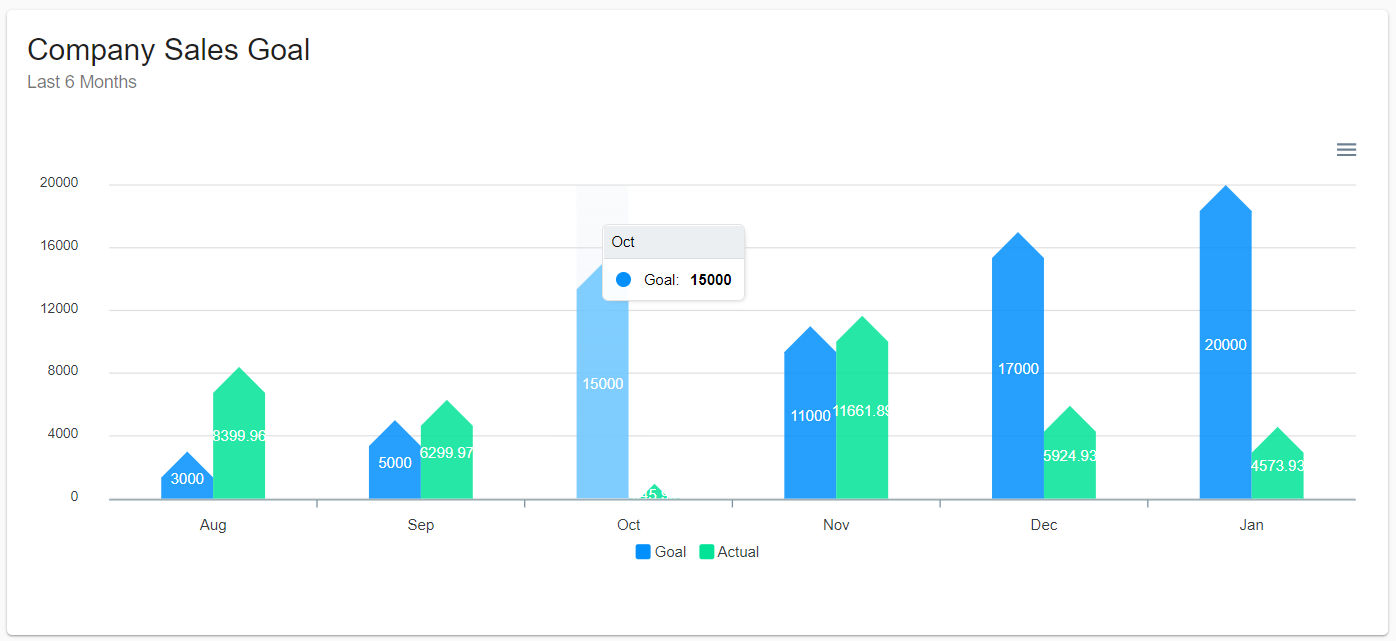 Company Sales Goal
Last 6 Months
20000
16000
12000
8000
4000
0
Oct
Goal: 15000
3000
8399.96
5000
6299.97
15000
11000
11661.89
17000
5924.93
20000
4573.93
Aug Sep Oct Nov Dec Jan
Goal Actual